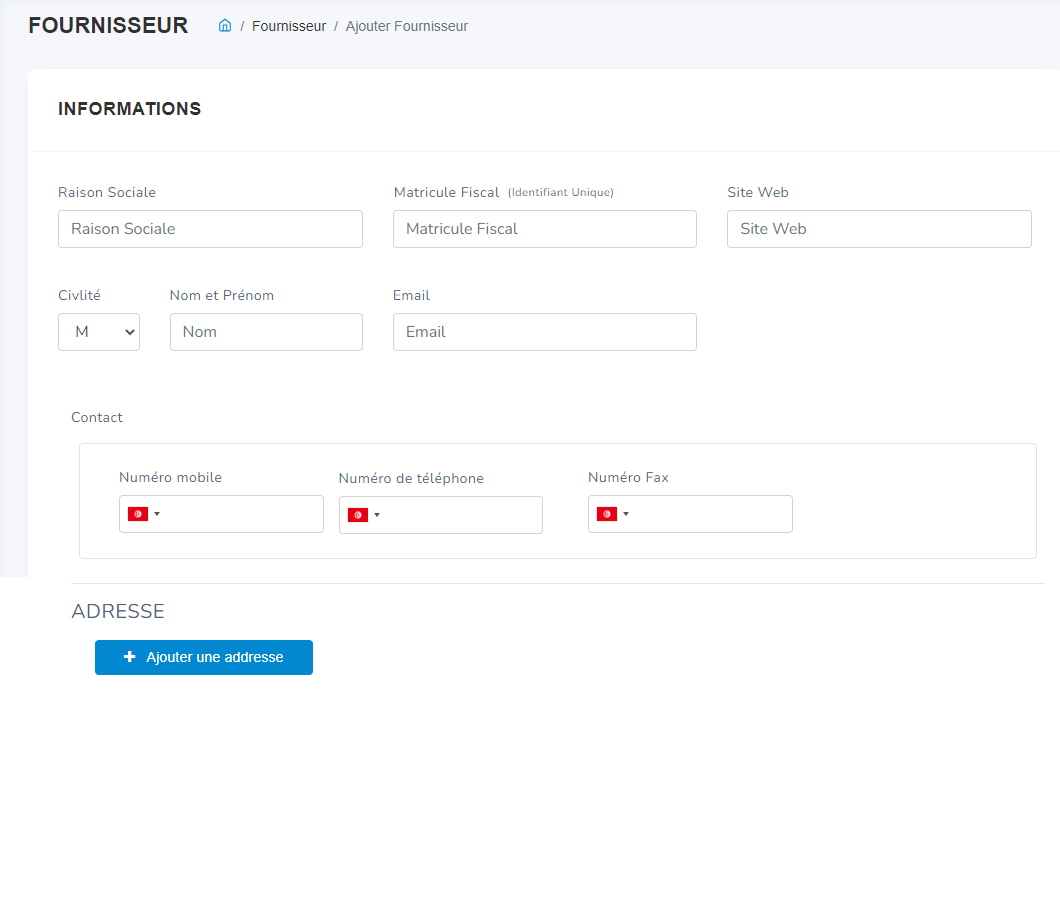 FOURNISSEUR / Fournisseur / Ajouter Fournisseur
INFORMATIONS
Raison Sociale Matricule Fiscal (Identifiant Unique) Site Web
Raison Sociale Matricule Fiscal Site Web
Civlité Nom et Prénom Email
M Nom Email
Contact
Numéro mobile Numéro de téléphone Numéro Fax
ADRESSE
+ Ajouter une addresse